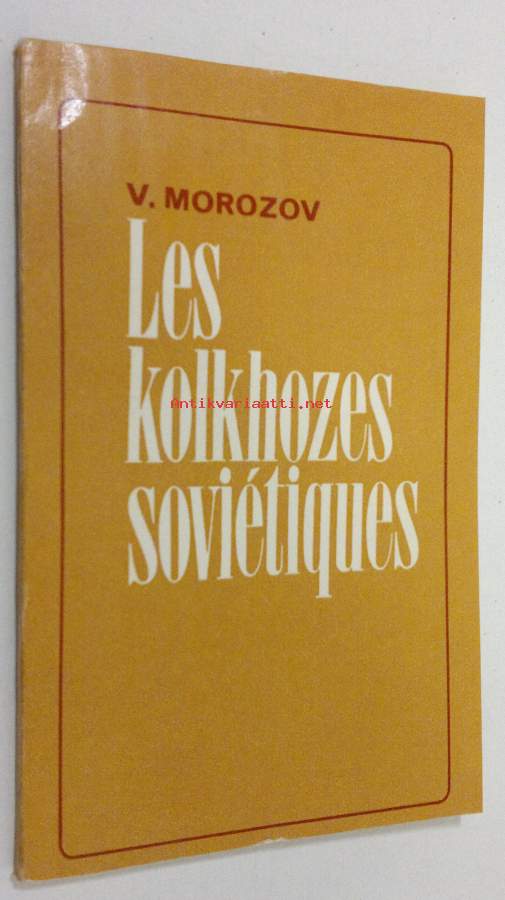 V. MOROZOV
Les
kolkhozes
Antikvariaatti.net
soviétiques